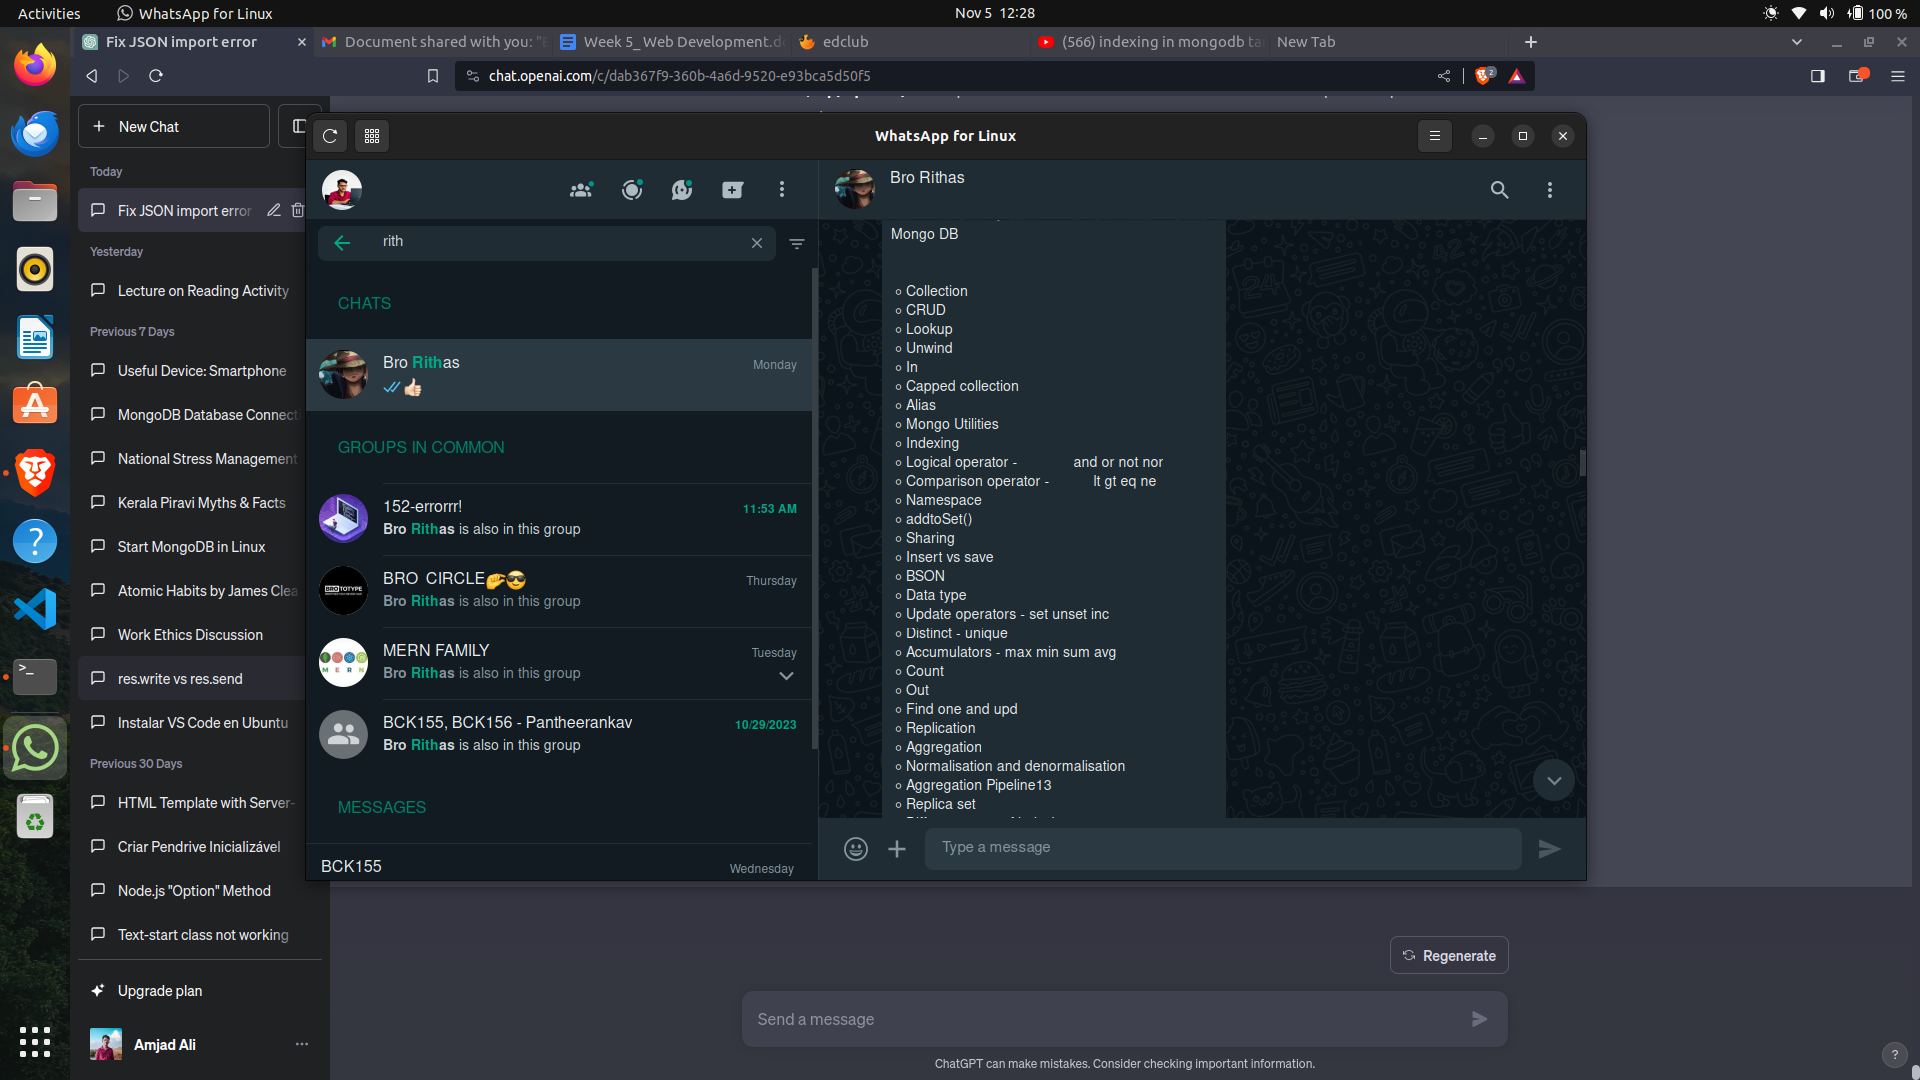 Activities
WhatsApp for Linux
Nov 5 12:28
100 %
Fix JSON import error
Document shared with you: "
Week 5_ Web Development.d
edclub
(566) indexing in mongodb ta
New Tab
chat.openai.com/c/dab367f9-360b-4a6d-9520-e93bca5d50f5
2
New Chat
Today
Fix JSON import error
Yesterday
Lecture on Reading Activity
Previous 7 Days
Useful Device: Smartphone
MongoDB Database Connect
National Stress Management
Kerala Piravi Myths & Facts
Start MongoDB in Linux
Atomic Habits by James Clea
Work Ethics Discussion
res.write vs res.send
Instalar VS Code en Ubuntu
Previous 30 Days
HTML Template with Server-
Criar Pendrive Inicializável
Node.js "Option" Method
Text-start class not working
Upgrade plan
Amjad Ali
WhatsApp for Linux
rith
CHATS
Bro Rithas
Monday
GROUPS IN COMMON
152-errorrr!
11:53 AM
Bro Rithas is also in this group
BRO CIRCLE
Thursday
BROTOTYPE
Bro Rithas is also in this group
MERN FAMILY
Tuesday
MERN
Bro Rithas is also in this group
BCK155, BCK156 - Pantheerankav
10/29/2023
Bro Rithas is also in this group
MESSAGES
BCK155
Wednesday
Bro Rithas
Mongo DB
Collection
CRUD
Lookup
Unwind
In
Capped collection
Alias
Mongo Utilities
Indexing
Logical operator - and or not nor
Comparison operator - lt gt eq ne
Namespace
addtoSet()
Sharing
Insert vs save
BSON
Data type
Update operators - set unset inc
Distinct - unique
Accumulators - max min sum avg
Count
Out
Find one and upd
Replication
Aggregation
Normalisation and denormalisation
Aggregation Pipeline13
Replica set
Type a message
Regenerate
Send a message
ChatGPT can make mistakes. Consider checking important information.
?